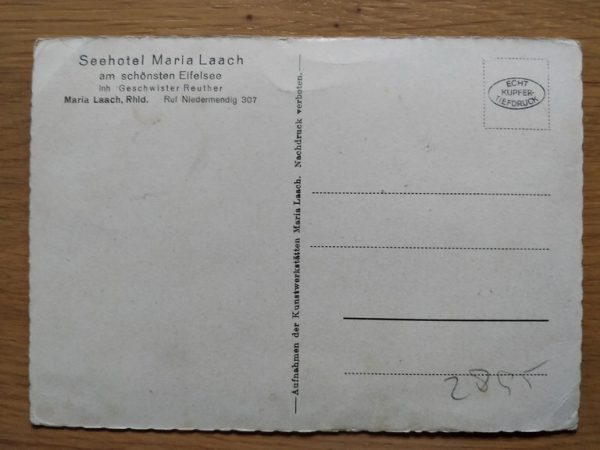 Seehotel Maria Laach
am schönsten Eifelsee
Inh Geschwister Reuther
Maria Laach, Rhld. Ruf Niedermendig 307
Aufnahmen der Kunstwerkstätten Maria Laach. Nachdruck verboten.
ECHT
KUPFER-
TIEFDRUCK